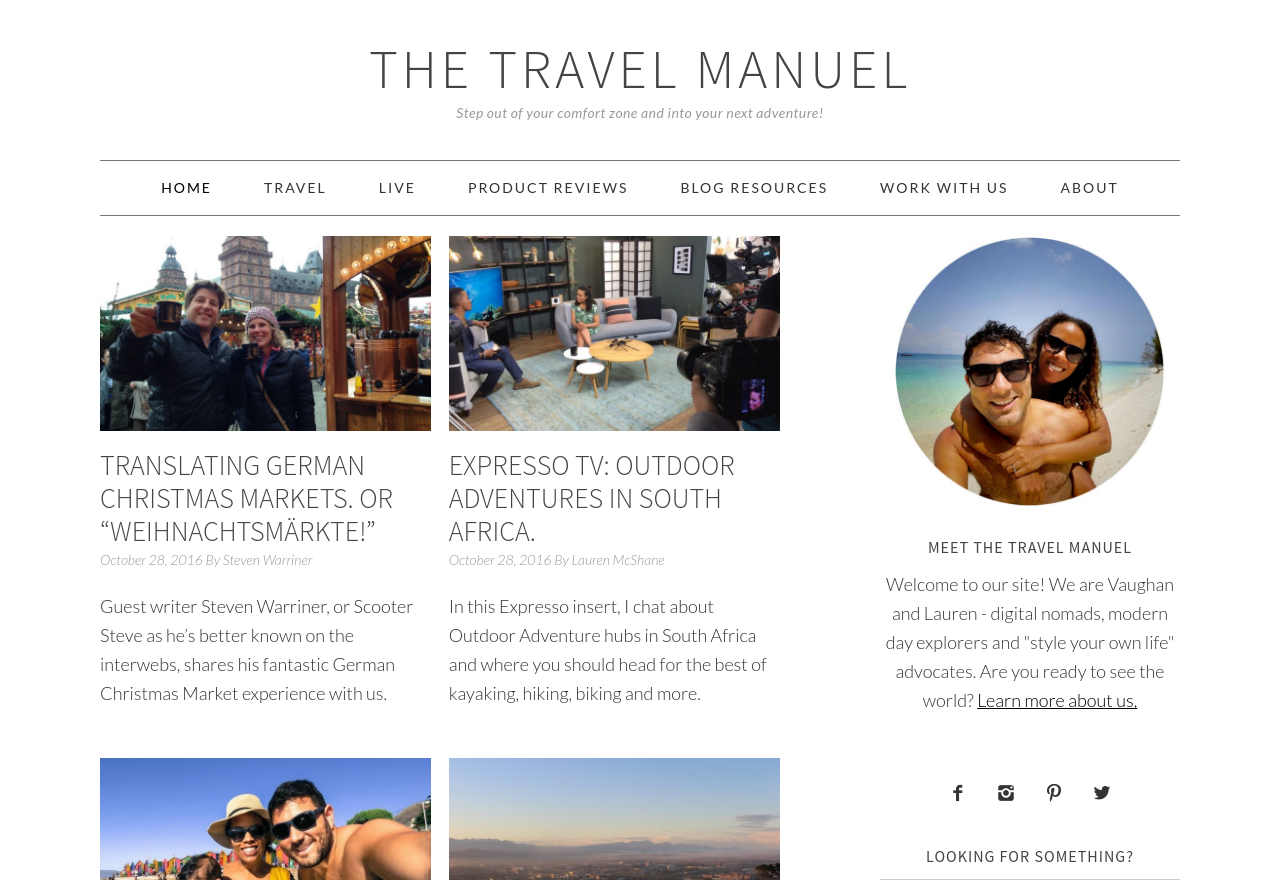 THE TRAVEL MANUEL
Step out of your comfort zone and into your next adventure!
HOME TRAVEL LIVE PRODUCT REVIEWS BLOG RESOURCES WORK WITH US ABOUT
TRANSLATING GERMAN
CHRISTMAS MARKETS. OR
“WEIHNACHTSMÄRKTE!”
October 28, 2016 By Steven Warriner
Guest writer Steven Warriner, or Scooter
Steve as he’s better known on the
interwebs, shares his fantastic German
Christmas Market experience with us.
EXPRESSO TV: OUTDOOR
ADVENTURES IN SOUTH
AFRICA.
October 28, 2016 By Lauren McShane
In this Expresso insert, I chat about
Outdoor Adventure hubs in South Africa
and where you should head for the best of
kayaking, hiking, biking and more.
MEET THE TRAVEL MANUEL
Welcome to our site! We are Vaughan
and Lauren - digital nomads, modern
day explorers and "style your own life"
advocates. Are you ready to see the
world? Learn more about us.
LOOKING FOR SOMETHING?